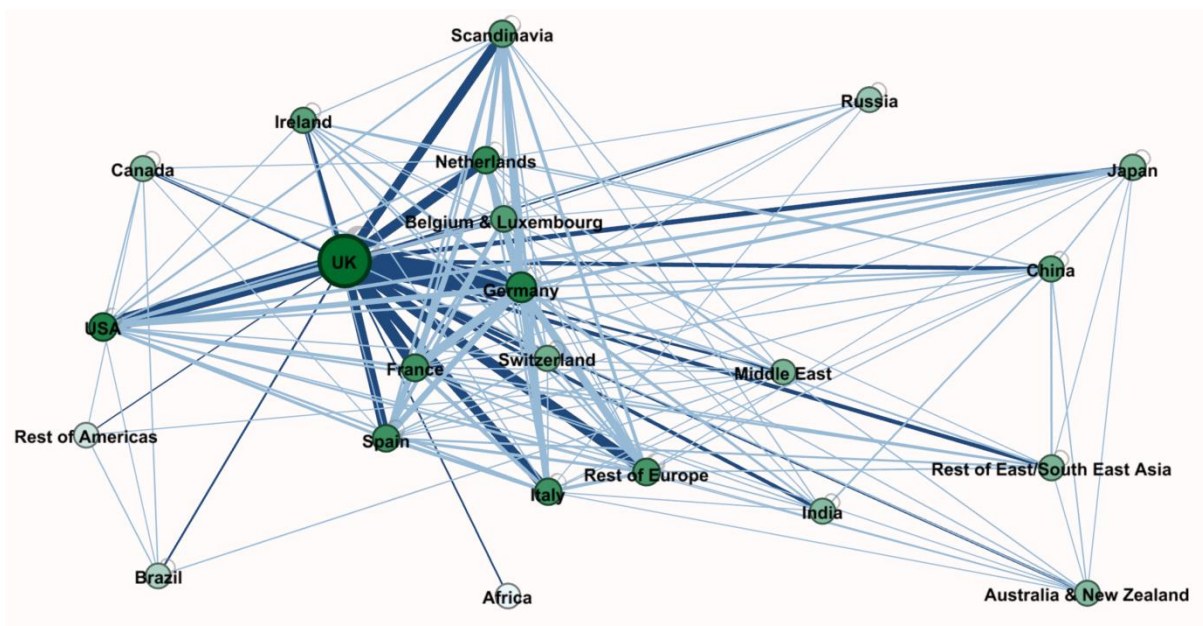 Scandinavia
Russia
Ireland
Netherlands
Canada
Japan
Belgium & Luxembourg
UK
China
Germany
USA
Switzerland
France
Middle East
Rest of Americas
Spain
Rest of East/South East Asia
Rest of Europe
Italy
India
Brazil
Africa
Australia & New Zealand